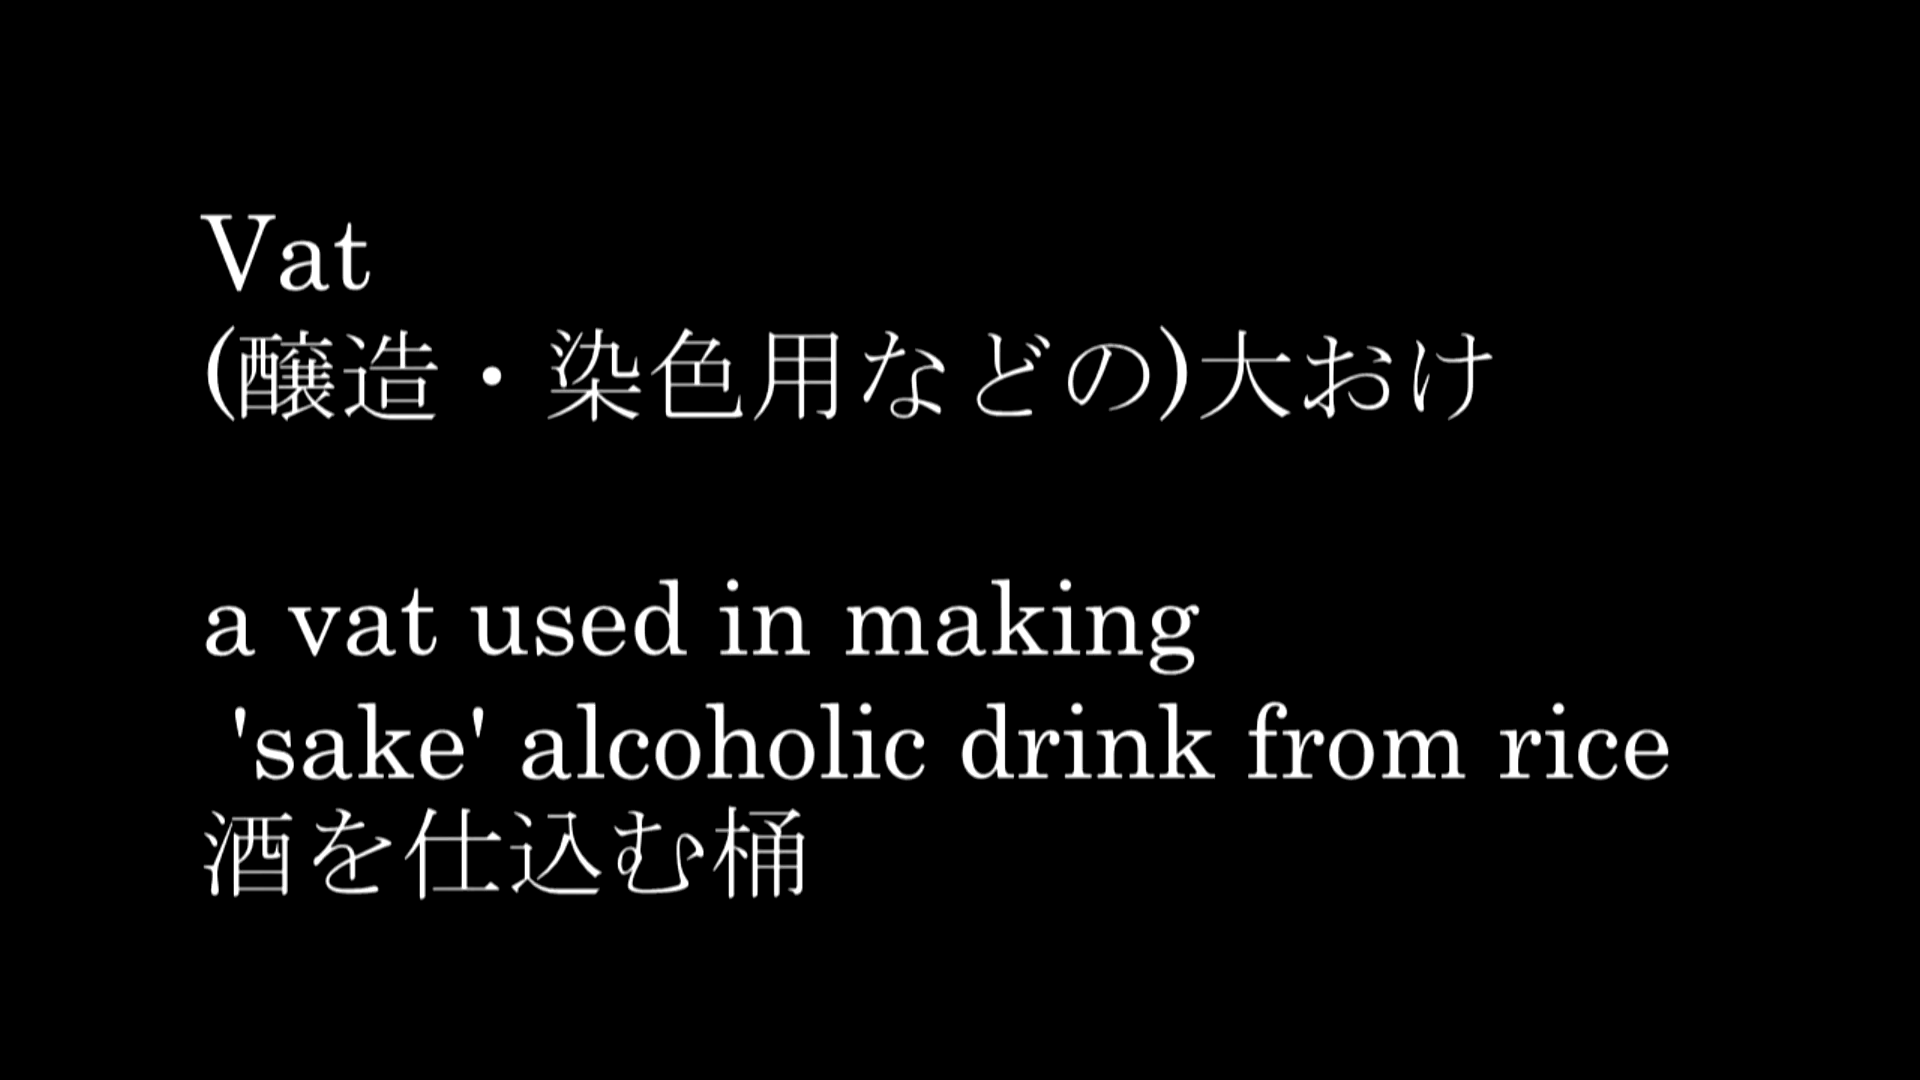 Vat
(醸造・染色用などの)大おけ
a vat used in making
'sake' alcoholic drink from rice
酒を仕込む桶